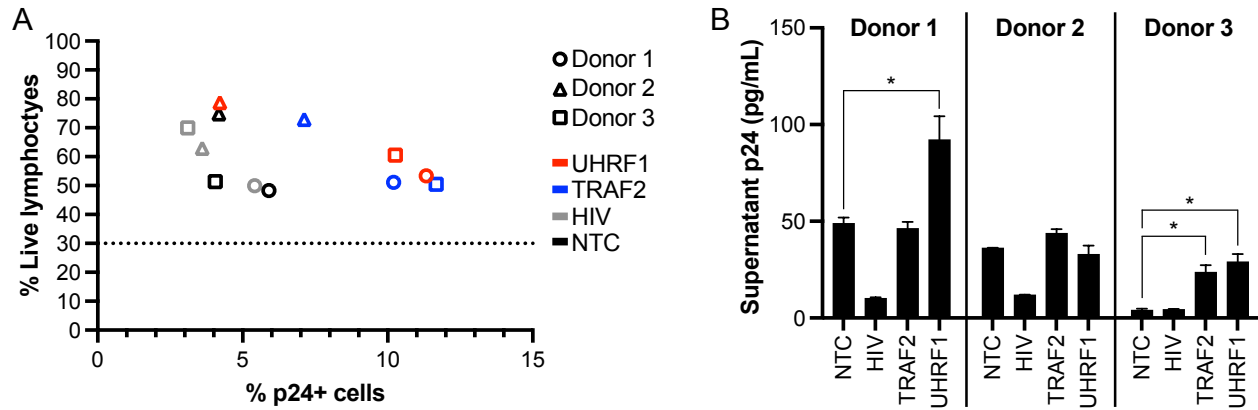 A
% Live lymphoctyes
100
90
80
70
60
50
40
30
20
10
0
0 5 10 15
% p24+ cells
Donor 1
Donor 2
Donor 3
UHRF1
TRAF2
HIV
NTC
B
Donor 1 Donor 2 Donor 3
Supernatant p24 (pg/mL)
150
100
50
0
*
*
*
NTC HIV TRAF2 UHRF1 NTC HIV TRAF2 UHRF1 NTC HIV TRAF2 UHRF1